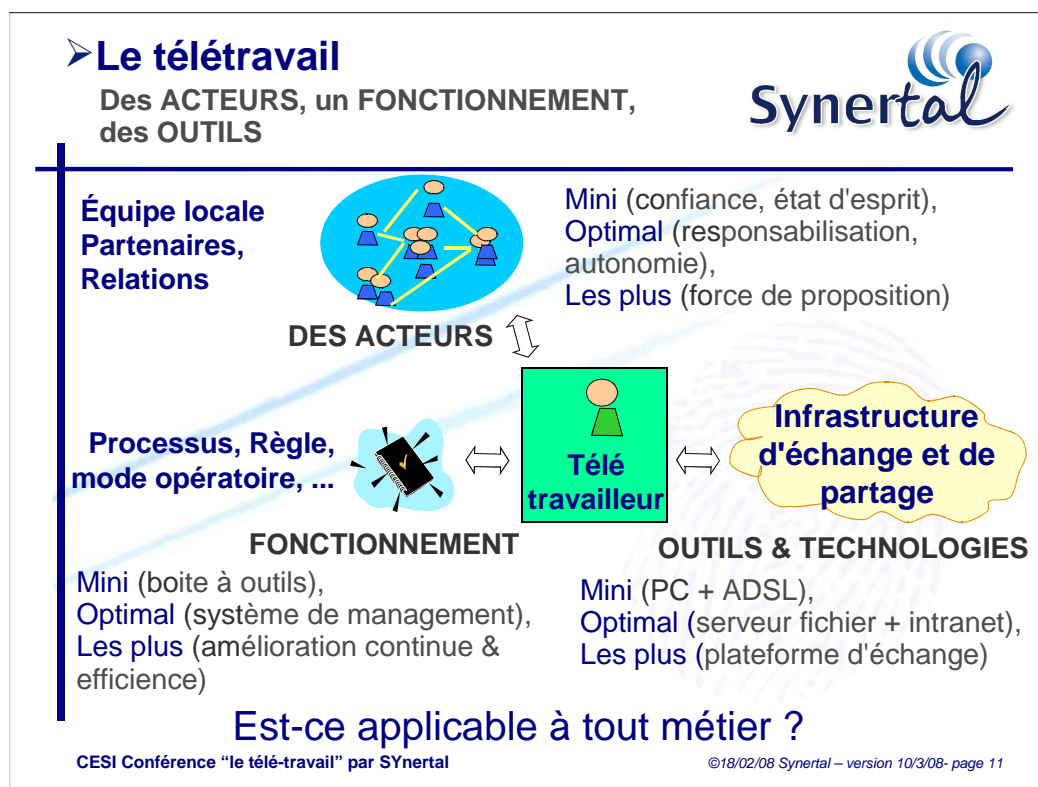 Le télétravail
Des ACTEURS, un FONCTIONNEMENT,
des OUTILS
Synertal
Équipe locale
Partenaires,
Relations
Mini (confiance, état d'esprit),
Optimal (responsabilisation,
autonomie),
Les plus (force de proposition)
DES ACTEURS
Processus, Règle,
mode opératoire, ...
Télé
travailleur
Infrastructure
d'échange et de
partage
FONCTIONNEMENT
OUTILS & TECHNOLOGIES
Mini (boite à outils),
Optimal (système de management),
Les plus (amélioration continue &
efficience)
Mini (PC + ADSL),
Optimal (serveur fichier + intranet),
Les plus (plateforme d'échange)
Est-ce applicable à tout métier ?
CESI Conférence “le télé-travail” par SYnertal
©18/02/08 Synertal – version 10/3/08- page 11